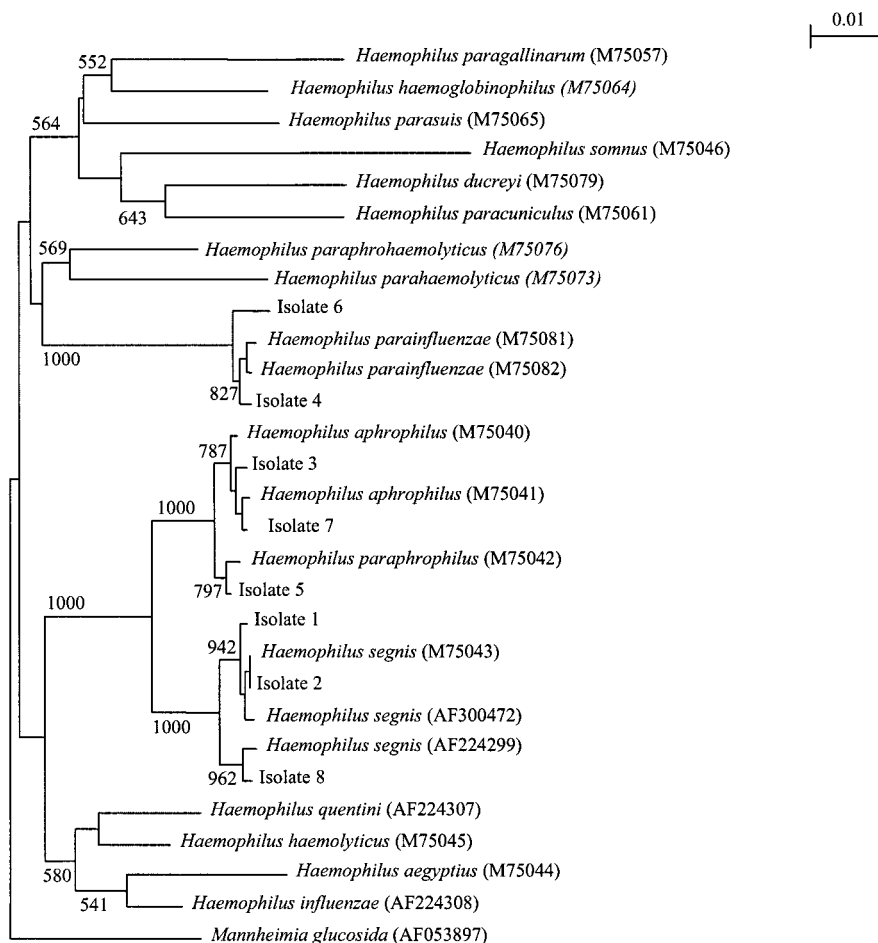 0.01
552
Haemophilus paragallinarum (M75057)
Haemophilus haemoglobinophilus (M75064)
564
Haemophilus parasuis (M75065)
Haemophilus somnus (M75046)
Haemophilus ducreyi (M75079)
643
Haemophilus paracuniculus (M75061)
569
Haemophilus paraphrohaemolyticus (M75076)
Haemophilus parahaemolyticus (M75073)
Isolate 6
1000
Haemophilus parainfluenzae (M75081)
Haemophilus parainfluenzae (M75082)
827
Isolate 4
Haemophilus aphrophilus (M75040)
787
Isolate 3
Haemophilus aphrophilus (M75041)
1000
Isolate 7
Haemophilus paraphrophilus (M75042)
797
Isolate 5
1000
Isolate 1
942
Haemophilus segnis (M75043)
Isolate 2
1000
Haemophilus segnis (AF300472)
Haemophilus segnis (AF224299)
962
Isolate 8
Haemophilus quentini (AF224307)
Haemophilus haemolyticus (M75045)
580
Haemophilus aegyptius (M75044)
541
Haemophilus influenzae (AF224308)
Mannheimia glucosida (AF053897)